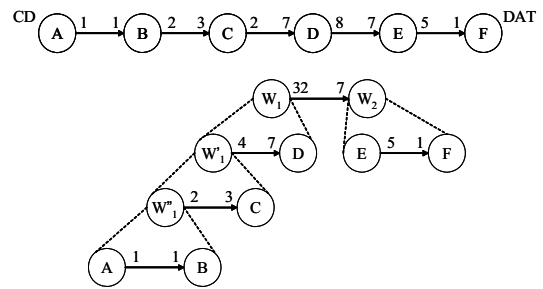 CD A 1 1 B 2 3 C 2 7 D 8 7 E 5 1 F DAT
W1 32 7 W2
W'1 4 7 D E 5 1 F
W"1 2 3 C
A 1 1 B